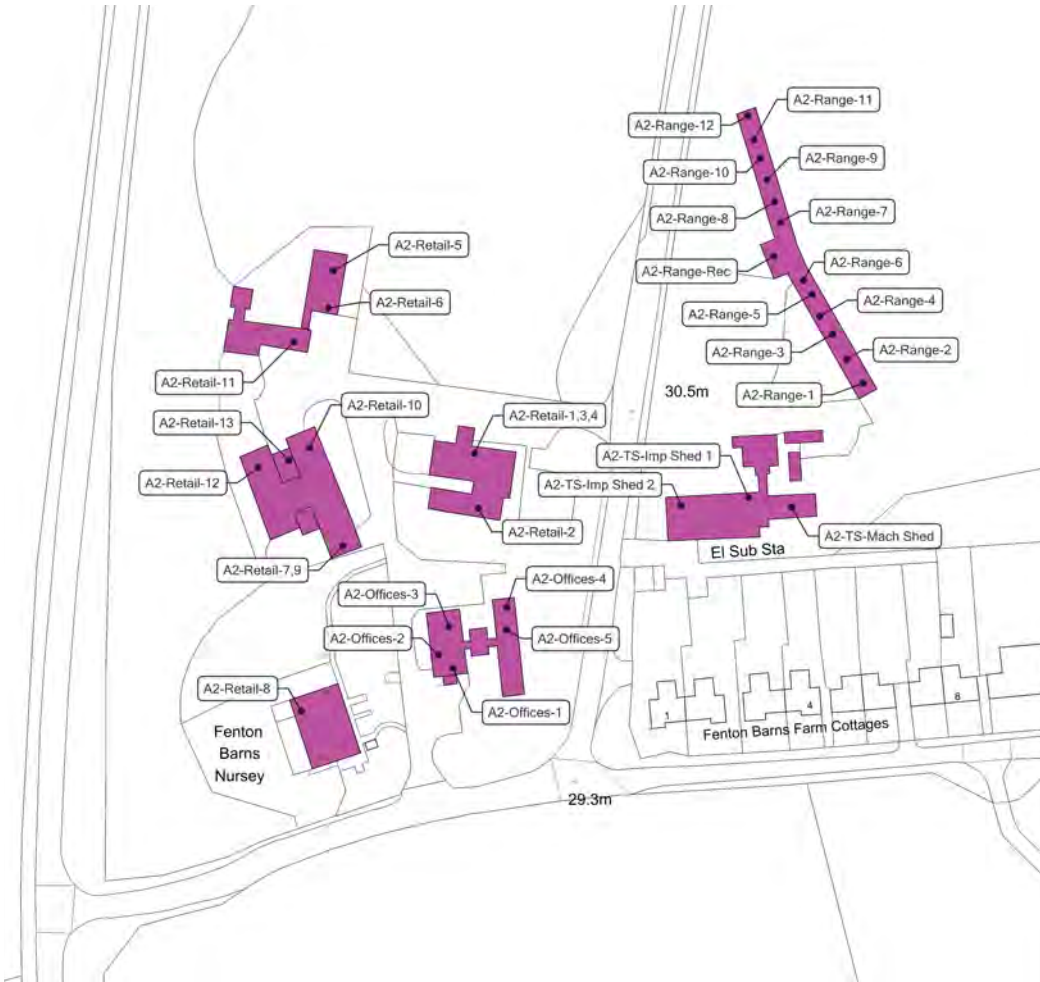 A2-Range-11
A2-Range-12
A2-Range-9
A2-Range-10
A2-Range-8
A2-Range-7
A2-Retail-5
A2-Range-6
A2-Range-Rec
A2-Retail-6
A2-Range-4
A2-Range-5
A2-Range-3
A2-Range-2
A2-Retail-11
30.5m
A2-Range-1
A2-Retail-10
A2-Retail-1,3,4
A2-Retail-13
A2-TS-Imp Shed 1
A2-Retail-12
A2-TS-Imp Shed 2
A2-Retail-2
A2-TS-Mach Shed
El Sub Sta
A2-Retail-7,9
A2-Offices-4
A2-Offices-3
A2-Offices-2
A2-Offices-5
A2-Retail-8
A2-Offices-1
1
4
8
Fenton Barns Farm Cottages
Fenton
Barns
Nursey
29.3m